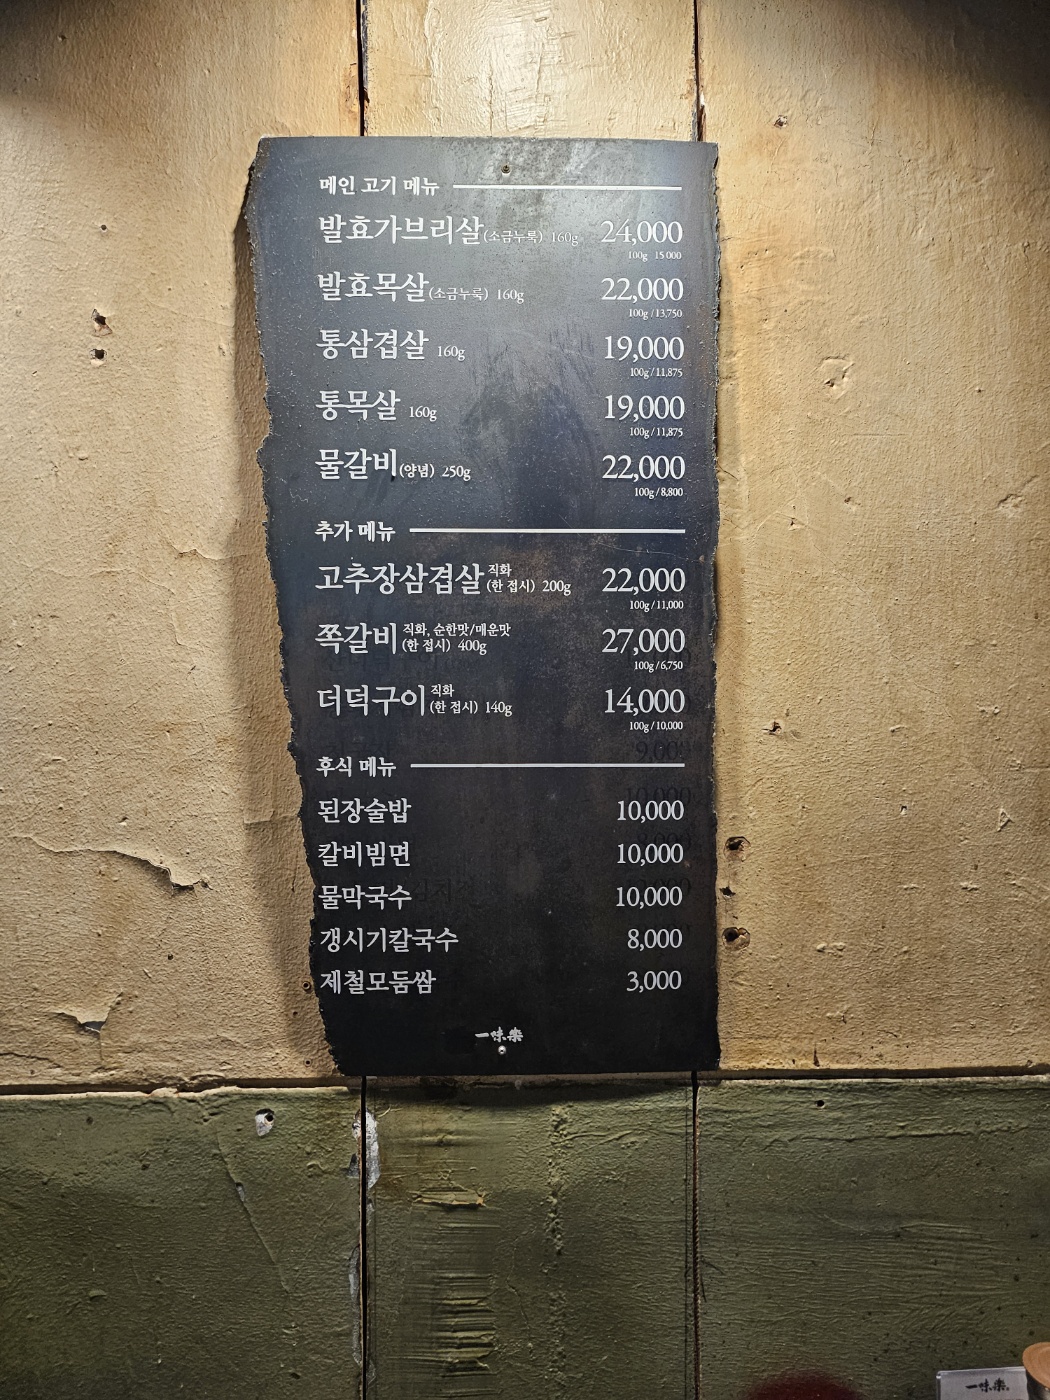 메인 고기 메뉴
발효가브리살(소금누룩) 160g 24,000
100g 15 000
발효목살(소금누룩) 160g 22,000
100g / 13,750
통삼겹살 160g 19,000
100g / 11,875
통목살 160g 19,000
100g / 11,875
물갈비(양념) 250g 22,000
100g / 8,800
추가 메뉴
고추장삼겹살 직화 (한 접시) 200g 22,000
100g / 11,000
쪽갈비 직화, 순한맛/매운맛 (한 접시) 400g 27,000
100g / 6,750
더덕구이 직화 (한 접시) 140g 14,000
100g / 10,000
후식 메뉴
된장술밥 10,000
칼비빔면 10,000
물막국수 10,000
갱시기칼국수 8,000
제철모둠쌈 3,000
一味楽
一味楽